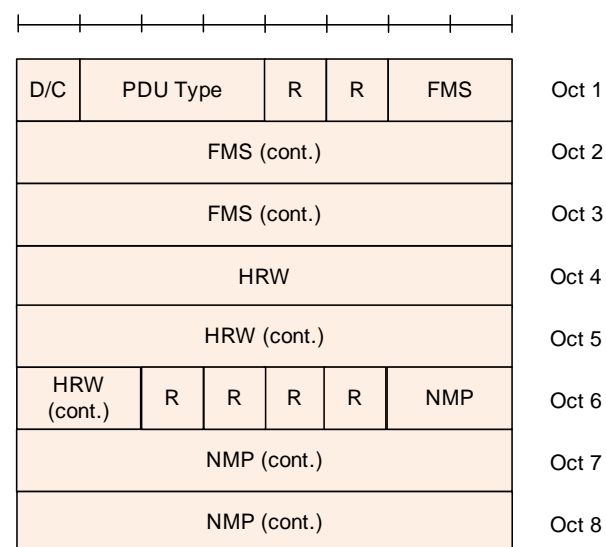 D/C PDU Type R R FMS Oct 1
FMS (cont.) Oct 2
FMS (cont.) Oct 3
HRW Oct 4
HRW (cont.) Oct 5
HRW (cont.) R R R R NMP Oct 6
NMP (cont.) Oct 7
NMP (cont.) Oct 8